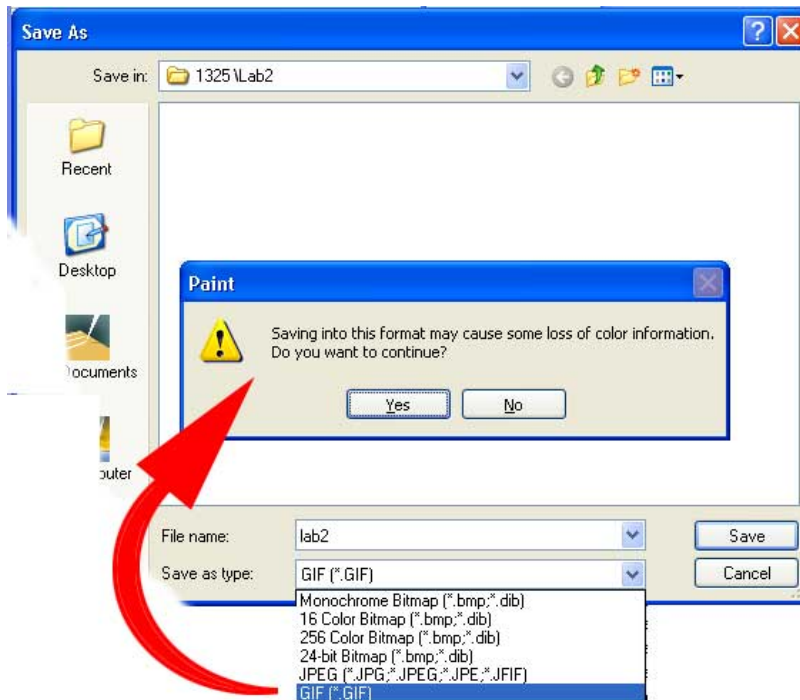 Save As
Save in:
1325\Lab2
Recent
Desktop
Paint
Saving into this format may cause some loss of color information.
Do you want to continue?
Yes
No
ocuments
puter
File name:
lab2
Save
Save as type:
GIF (*.GIF)
Cancel
Monochrome Bitmap (*.bmp;*.dib)
16 Color Bitmap (*.bmp;*.dib)
256 Color Bitmap (*.bmp;*.dib)
24-bit Bitmap (*.bmp;*.dib)
JPEG (*.JPG;*.JPEG;*.JPE;*.JFIF)
GIF (*.GIF)